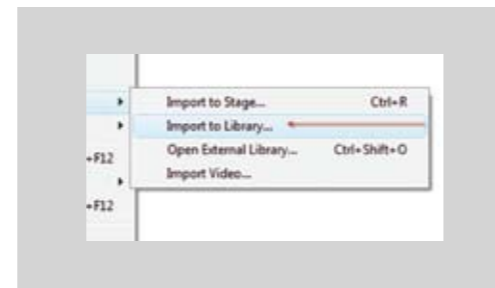 Import to Stage... Ctrl+R
Import to Library...
Open External Library... Ctrl+Shift+O
+F12
Import Video...
+F12